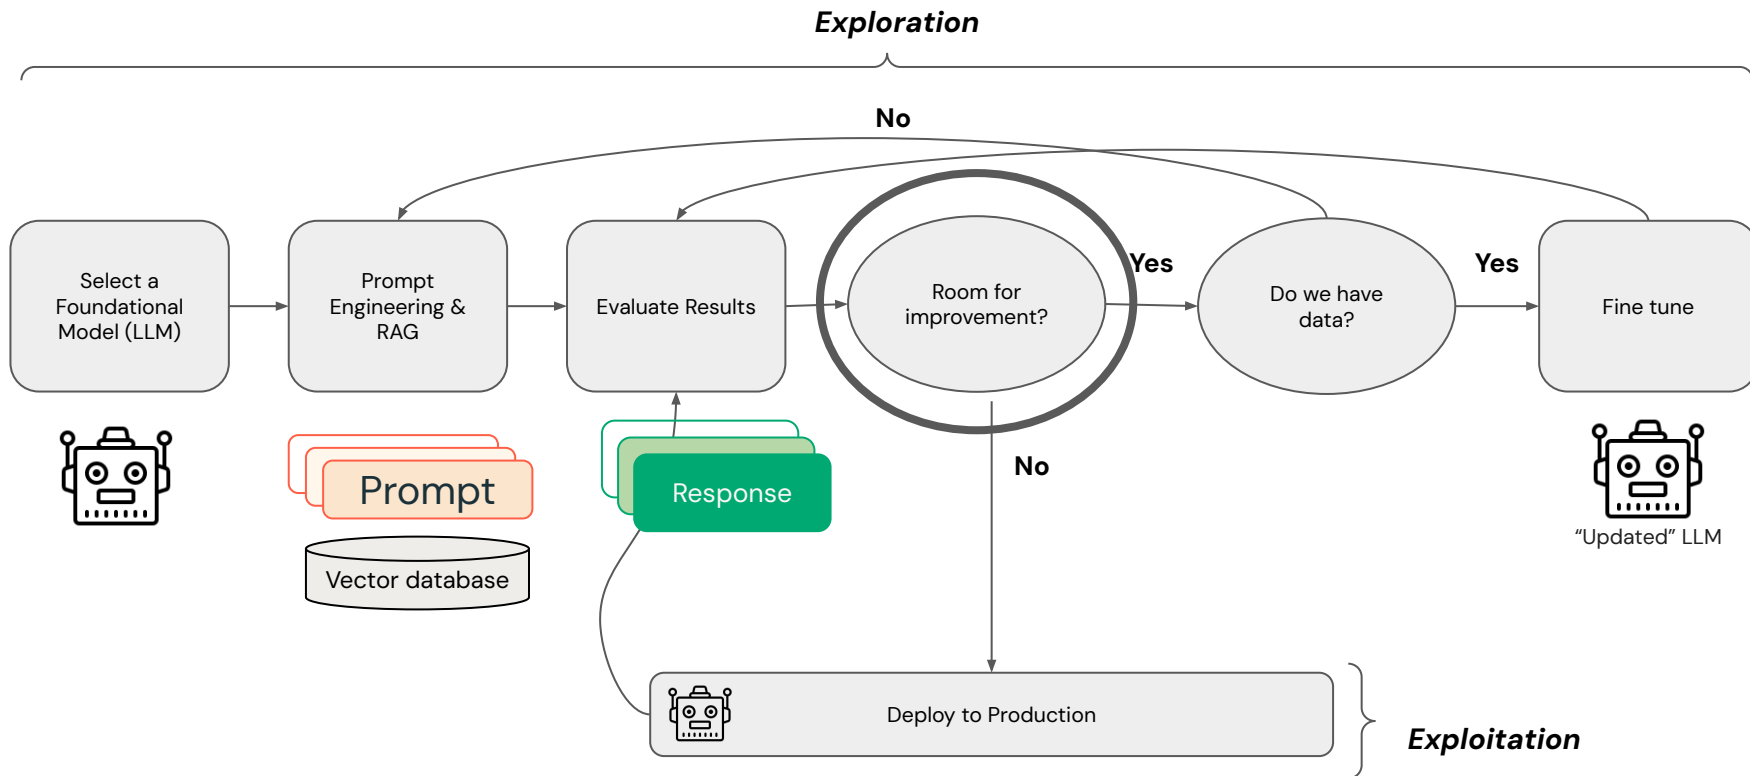 Exploration
No
Select a
Foundational
Model (LLM)
Prompt
Engineering &
RAG
Evaluate Results
Room for
improvement?
Yes
Do we have
data?
Yes
Fine tune
Prompt
Vector database
Response
No
“Updated” LLM
Deploy to Production
Exploitation